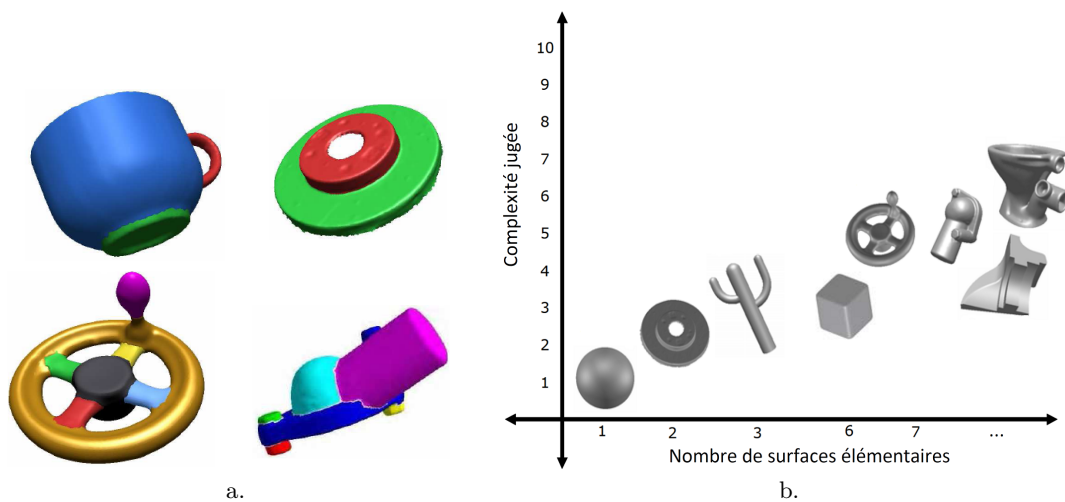 10
9
8
7
6
5
4
3
2
1
Complexité jugée
1 2 3 6 7 ...
Nombre de surfaces élémentaires
a. b.